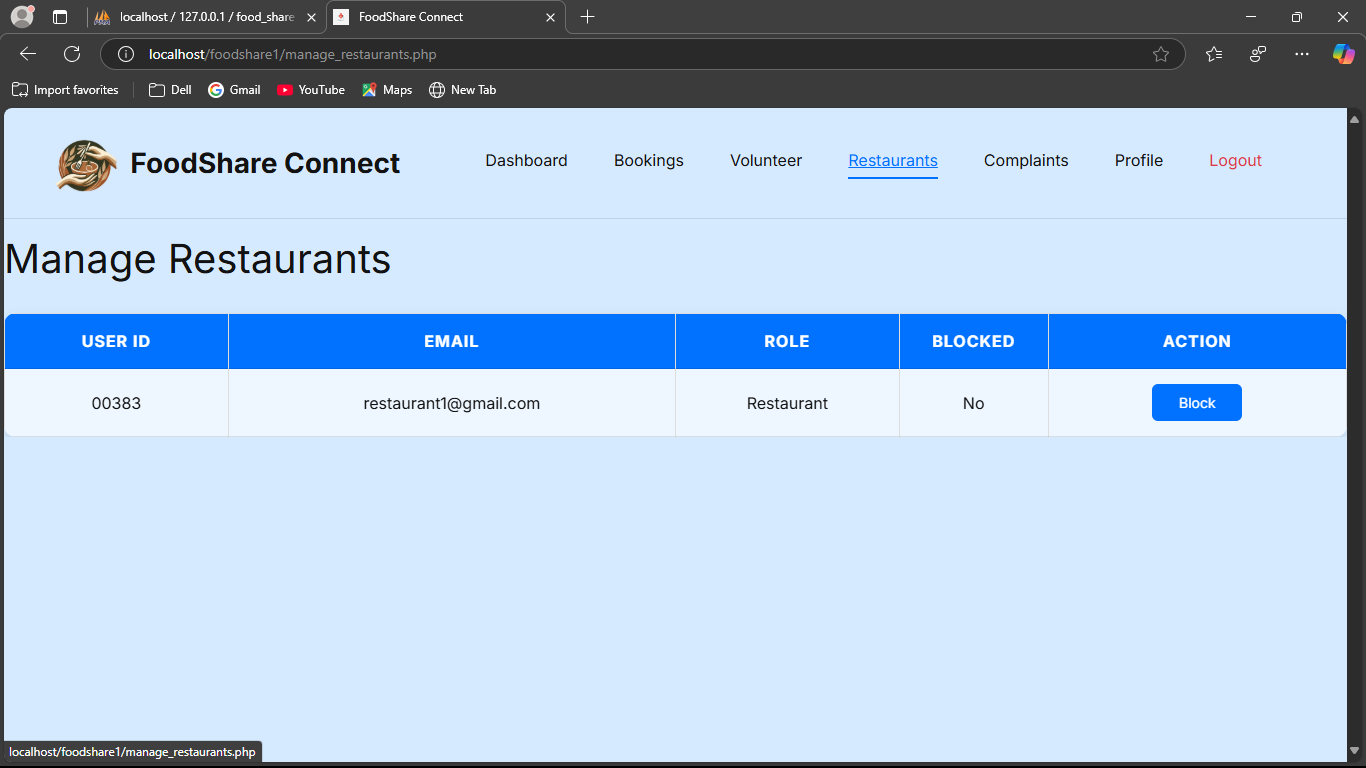 localhost / 127.0.0.1 / food_share
FoodShare Connect
localhost/foodshare1/manage_restaurants.php
Import favorites
Dell
Gmail
YouTube
Maps
New Tab
FoodShare Connect
Dashboard
Bookings
Volunteer
Restaurants
Complaints
Profile
Logout
Manage Restaurants
USER ID EMAIL ROLE BLOCKED ACTION
00383 restaurant1@gmail.com Restaurant No Block
localhost/foodshare1/manage_restaurants.php